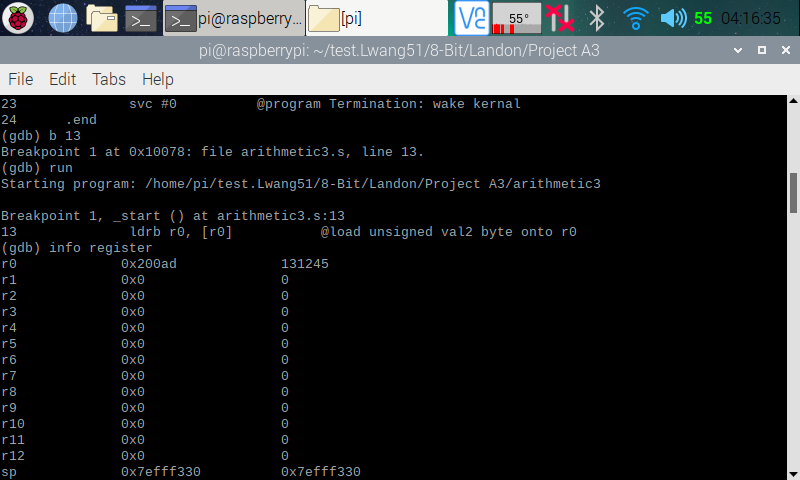 pi@raspberry... [pi] 55° 55 04:16:35
pi@raspberrypi: ~/test.Lwang51/8-Bit/Landon/Project A3
File Edit Tabs Help
23              svc #0          @program Termination: wake kernel
24      .end
(gdb) b 13
Breakpoint 1 at 0x10078: file arithmetic3.s, line 13.
(gdb) run
Starting program: /home/pi/test.Lwang51/8-Bit/Landon/Project A3/arithmetic3
Breakpoint 1, _start () at arithmetic3.s:13
13              ldrb r0, [r0]           @load unsigned val2 byte onto r0
(gdb) info register
r0             0x200ad             131245
r1             0x0                 0
r2             0x0                 0
r3             0x0                 0
r4             0x0                 0
r5             0x0                 0
r6             0x0                 0
r7             0x0                 0
r8             0x0                 0
r9             0x0                 0
r10            0x0                 0
r11            0x0                 0
r12            0x0                 0
sp             0x7efff330          0x7efff330